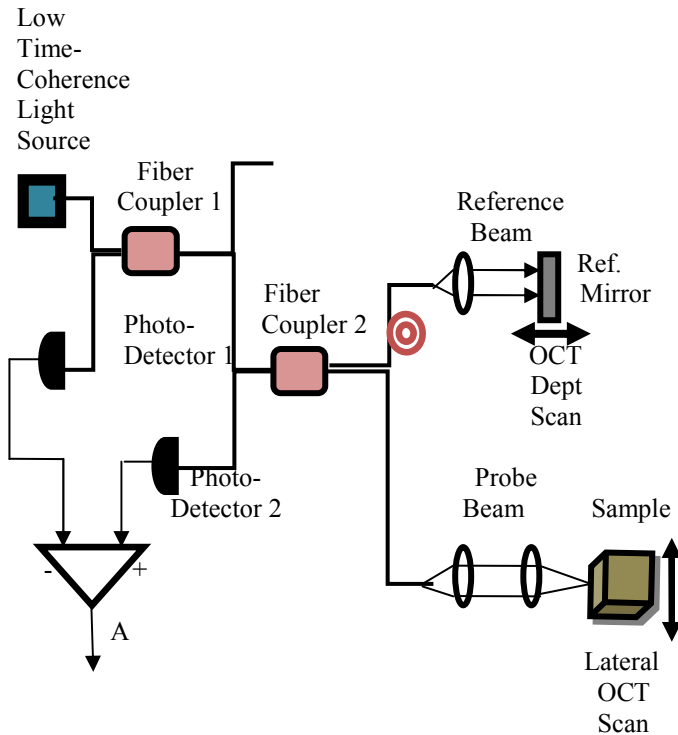 Low
Time-
Coherence
Light
Source
Fiber
Coupler 1
Reference
Beam
Ref.
Mirror
Fiber
Coupler 2
Photo-
Detector 1
OCT
Dept
Scan
Photo-
Detector 2
Probe
Beam
Sample
- +
A
Lateral
OCT
Scan